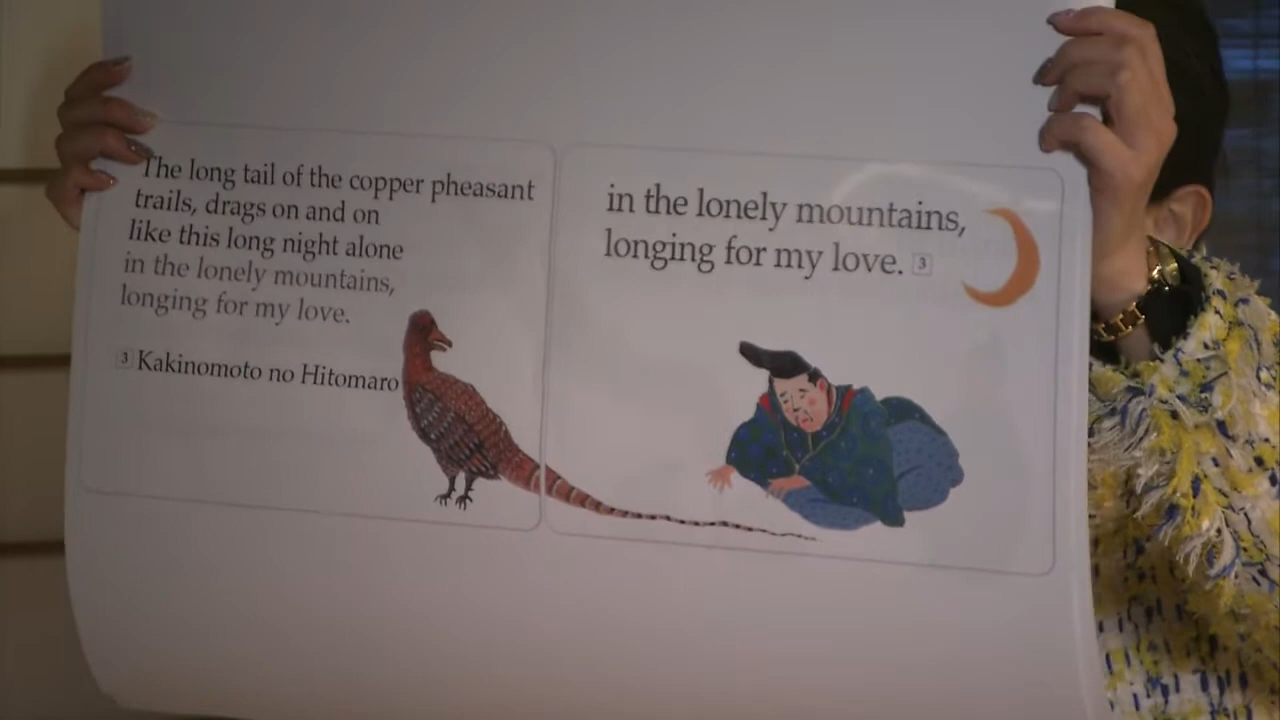 The long tail of the copper pheasant
trails, drags on and on
like this long night alone
in the lonely mountains,
longing for my love.
3 Kakinomoto no Hitomaro
in the lonely mountains,
longing for my love. 3